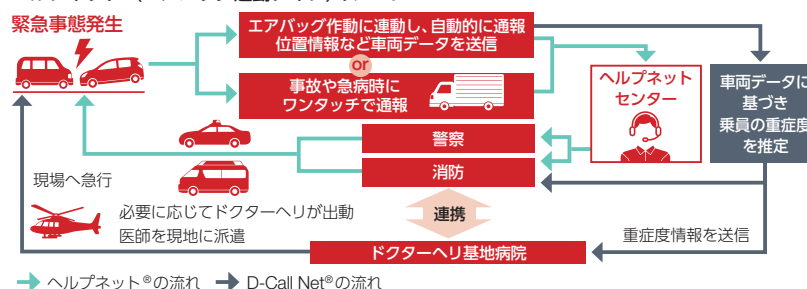 緊急事態発生
エアバッグ作動に連動し、自動的に通報
位置情報など車両データを送信
or
事故や急病時に
ワンタッチで通報
ヘルプネット
センター
車両データに
基づき
乗員の重症度
を推定
警察
消防
現場へ急行
必要に応じてドクターヘリが出動
医師を現地に派遣
連携
重症度情報を送信
ドクターヘリ基地病院
ヘルプネット®の流れ D-Call Net®の流れ